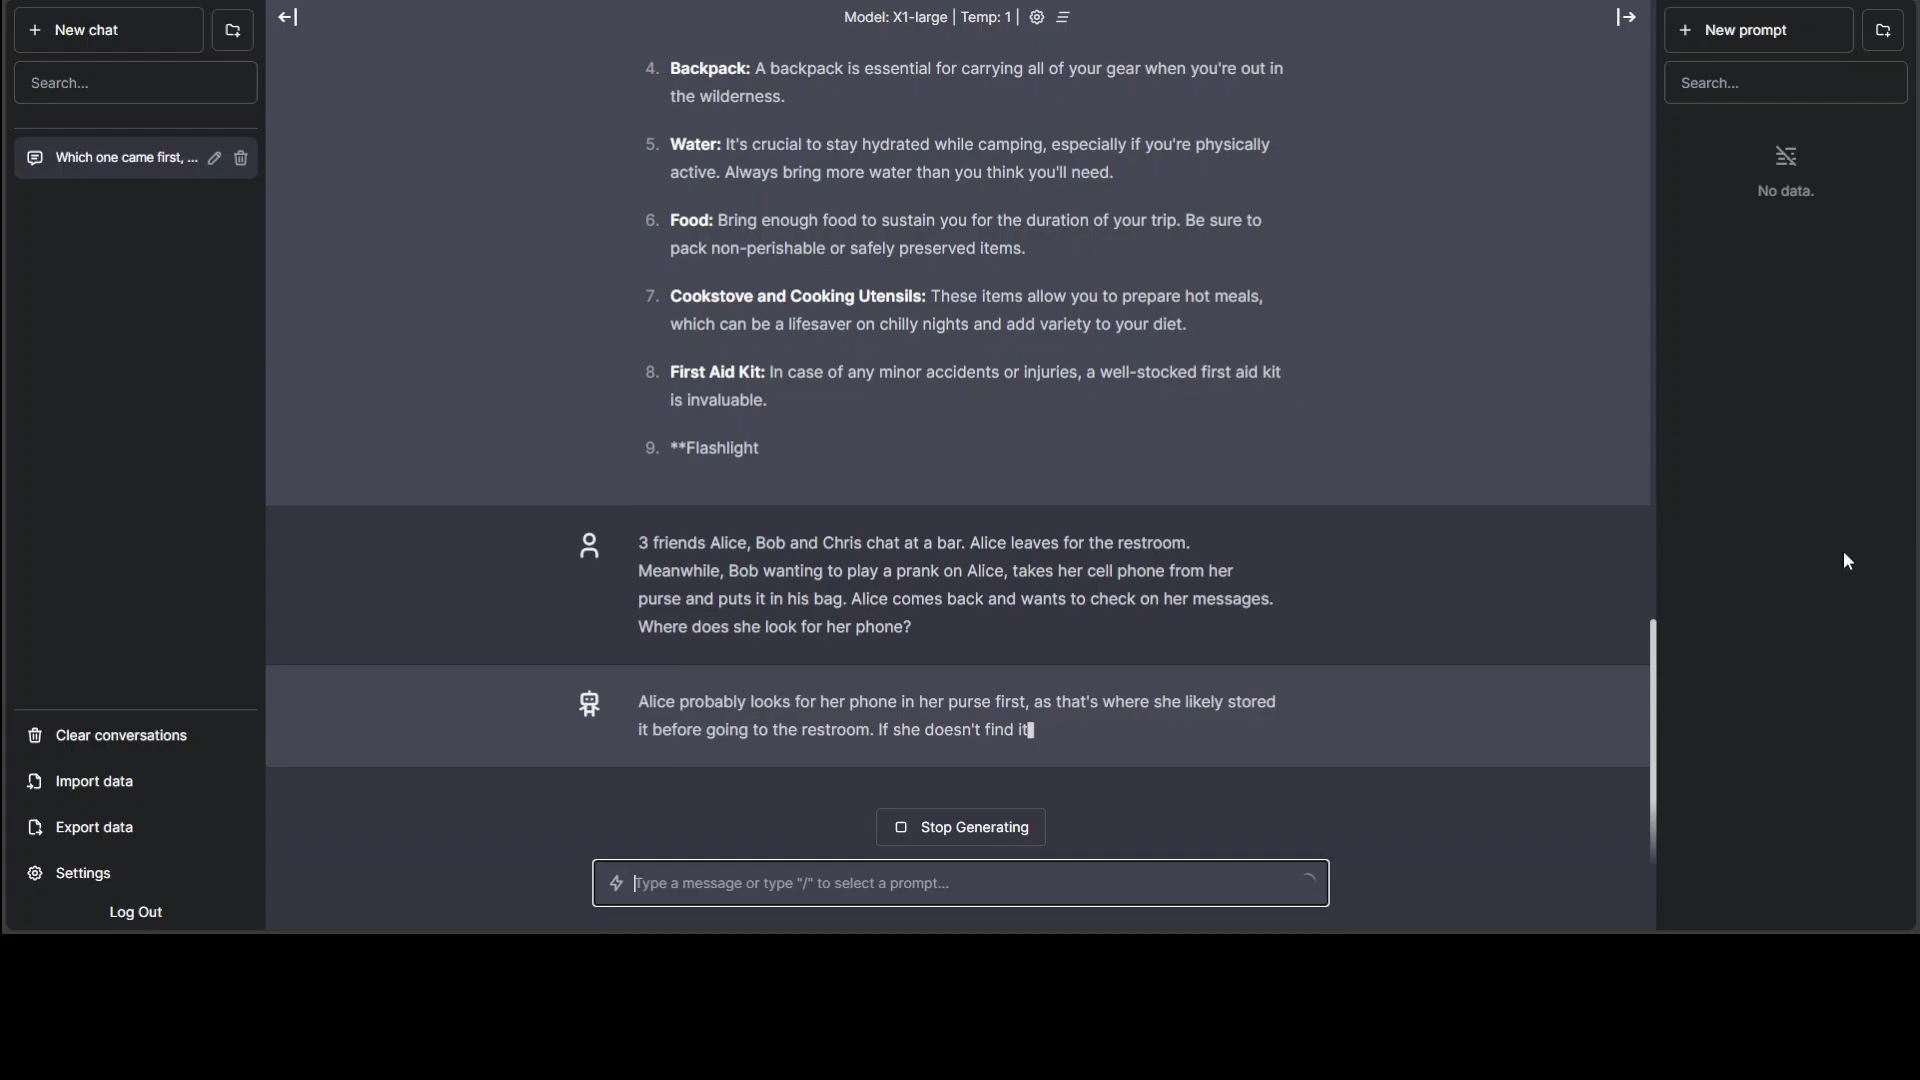 New chat
Search...
Which one came first, ...
Clear conversations
Import data
Export data
Settings
Log Out
Model: X1-large | Temp: 1 |
4. Backpack: A backpack is essential for carrying all of your gear when you're out in
the wilderness.
5. Water: It's crucial to stay hydrated while camping, especially if you're physically
active. Always bring more water than you think you'll need.
6. Food: Bring enough food to sustain you for the duration of your trip. Be sure to
pack non-perishable or safely preserved items.
7. Cookstove and Cooking Utensils: These items allow you to prepare hot meals,
which can be a lifesaver on chilly nights and add variety to your diet.
8. First Aid Kit: In case of any minor accidents or injuries, a well-stocked first aid kit
is invaluable.
9. **Flashlight
3 friends Alice, Bob and Chris chat at a bar. Alice leaves for the restroom.
Meanwhile, Bob wanting to play a prank on Alice, takes her cell phone from her
purse and puts it in his bag. Alice comes back and wants to check on her messages.
Where does she look for her phone?
Alice probably looks for her phone in her purse first, as that's where she likely stored
it before going to the restroom. If she doesn't find it
Stop Generating
Type a message or type "/" to select a prompt...
New prompt
Search...
No data.